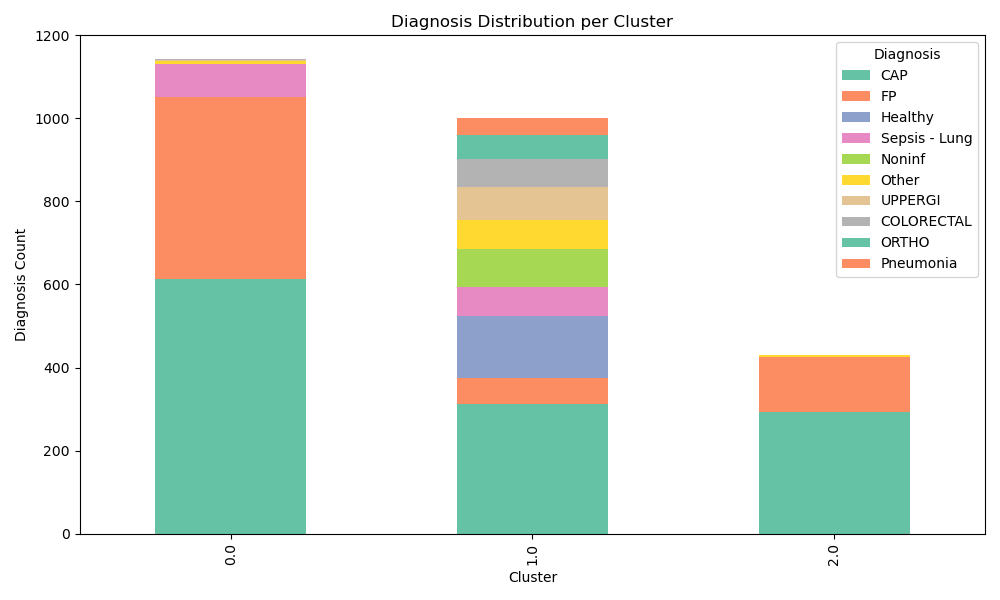 Diagnosis Distribution per Cluster
1200
1000
800
600
400
200
0
Diagnosis Count
Diagnosis
CAP
FP
Healthy
Sepsis - Lung
Noninf
Other
UPPERGI
COLORECTAL
ORTHO
Pneumonia
0.0
1.0
2.0
Cluster